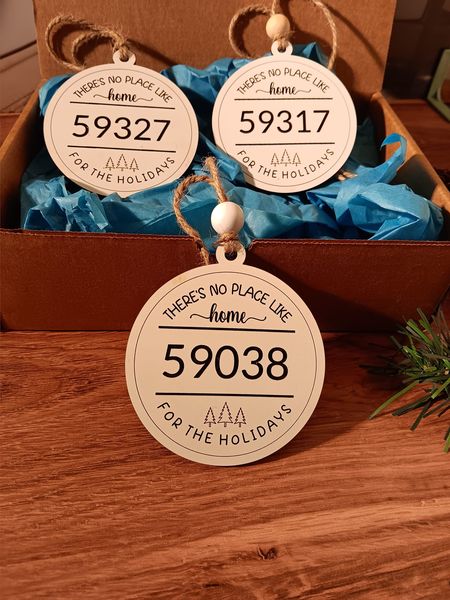 THERE'S NO PLACE LIKE
home
59327
FOR THE HOLIDAYS
THERE'S NO PLACE LIKE
home
59317
FOR THE HOLIDAYS
THERE'S NO PLACE LIKE
home
59038
FOR THE HOLIDAYS